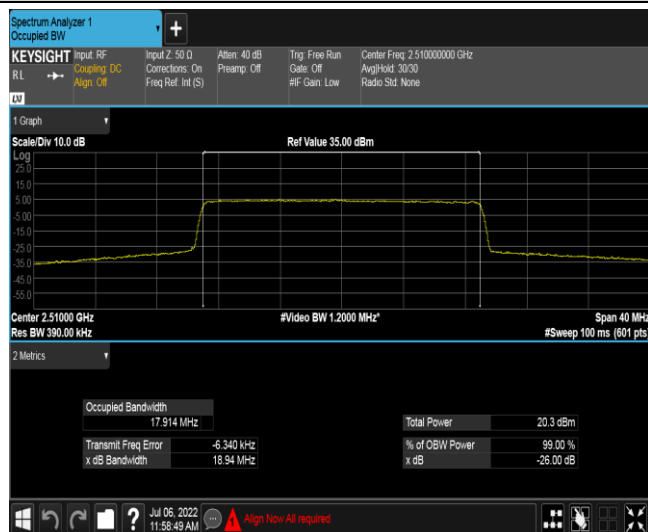 Spectrum Analyzer 1
Occupied BW
+
KEYSIGHT Input: RF Input Z: 50 Ω Atten: 40 dB Trig: Free Run Center Freq: 2.510000000 GHz
RL Coupling: DC Corrections: On Preamp: Off Gate: Off Avg|Hold: 30/30
Align: Off Freq Ref: Int (S) #IF Gain: Low Radio Std: None
LXI
1 Graph
Scale/Div 10.0 dB Ref Value 35.00 dBm
Log
25.0
15.0
5.00
-5.00
-15.0
-25.0
-35.0
-45.0
-55.0
Center 2.51000 GHz #Video BW 1.2000 MHz* Span 40 MHz
Res BW 390.00 kHz #Sweep 100 ms (601 pts)
2 Metrics
Occupied Bandwidth
17.914 MHz Total Power 20.3 dBm
Transmit Freq Error -6.340 kHz % of OBW Power 99.00 %
x dB Bandwidth 18.94 MHz x dB -26.00 dB
? Jul 06, 2022
11:58:49 AM Align Now All required